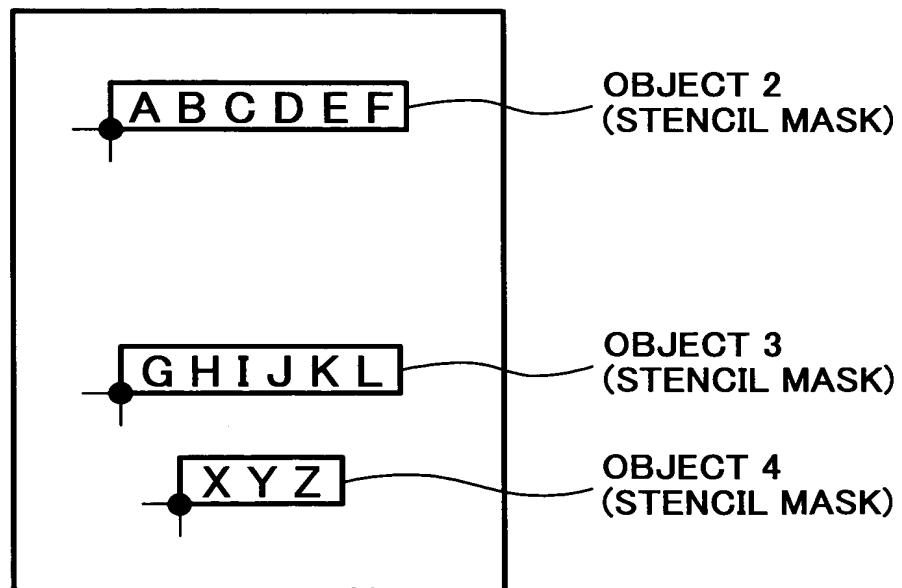 A B C D E F
OBJECT 2
(STENCIL MASK)
G H I J K L
OBJECT 3
(STENCIL MASK)
X Y Z
OBJECT 4
(STENCIL MASK)